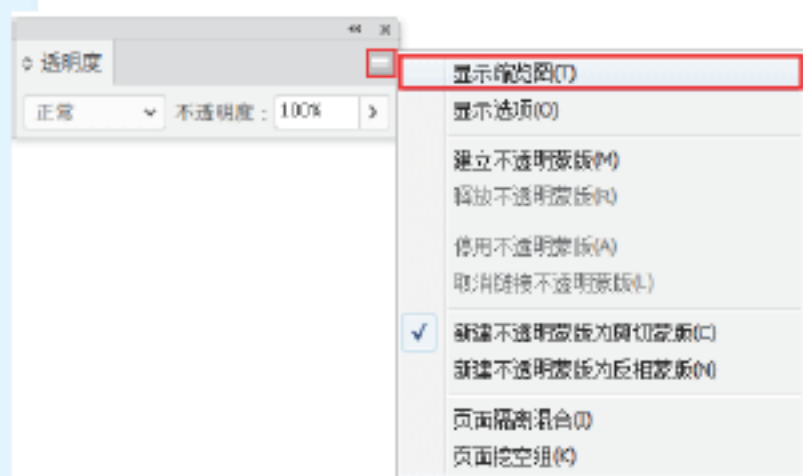 透明度
正常 不透明度: 100%
显示缩览图(T)
显示选项(O)
建立不透明蒙版(M)
释放不透明蒙版(R)
停用不透明蒙版(A)
取消链接不透明蒙版(L)
新建不透明蒙版为剪切蒙版(C)
新建不透明蒙版为反相蒙版(N)
页面隔离混合(I)
页面挖空组(K)